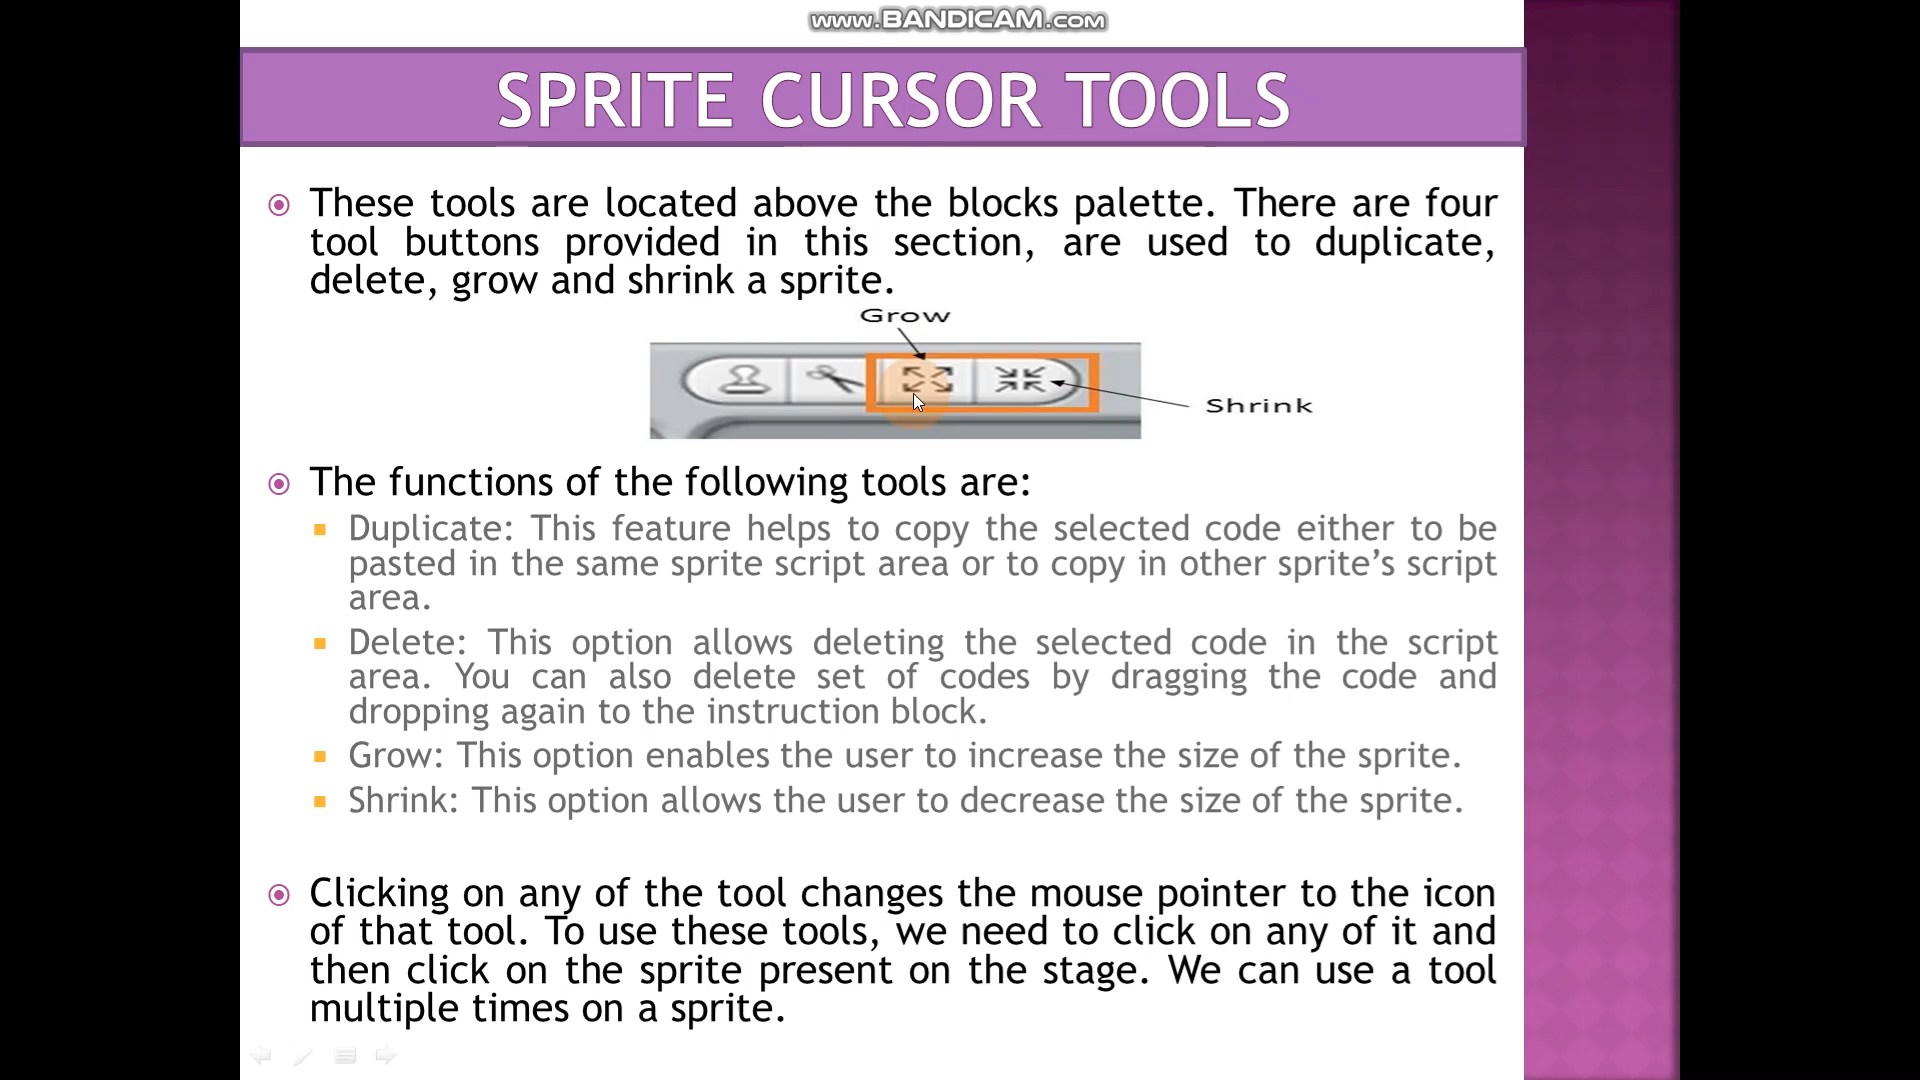 www.BANDICAM.com
SPRITE CURSOR TOOLS
These tools are located above the blocks palette. There are four
tool buttons provided in this section, are used to duplicate,
delete, grow and shrink a sprite.
Grow
Shrink
The functions of the following tools are:
Duplicate: This feature helps to copy the selected code either to be
pasted in the same sprite script area or to copy in other sprite’s script
area.
Delete: This option allows deleting the selected code in the script
area. You can also delete set of codes by dragging the code and
dropping again to the instruction block.
Grow: This option enables the user to increase the size of the sprite.
Shrink: This option allows the user to decrease the size of the sprite.
Clicking on any of the tool changes the mouse pointer to the icon
of that tool. To use these tools, we need to click on any of it and
then click on the sprite present on the stage. We can use a tool
multiple times on a sprite.